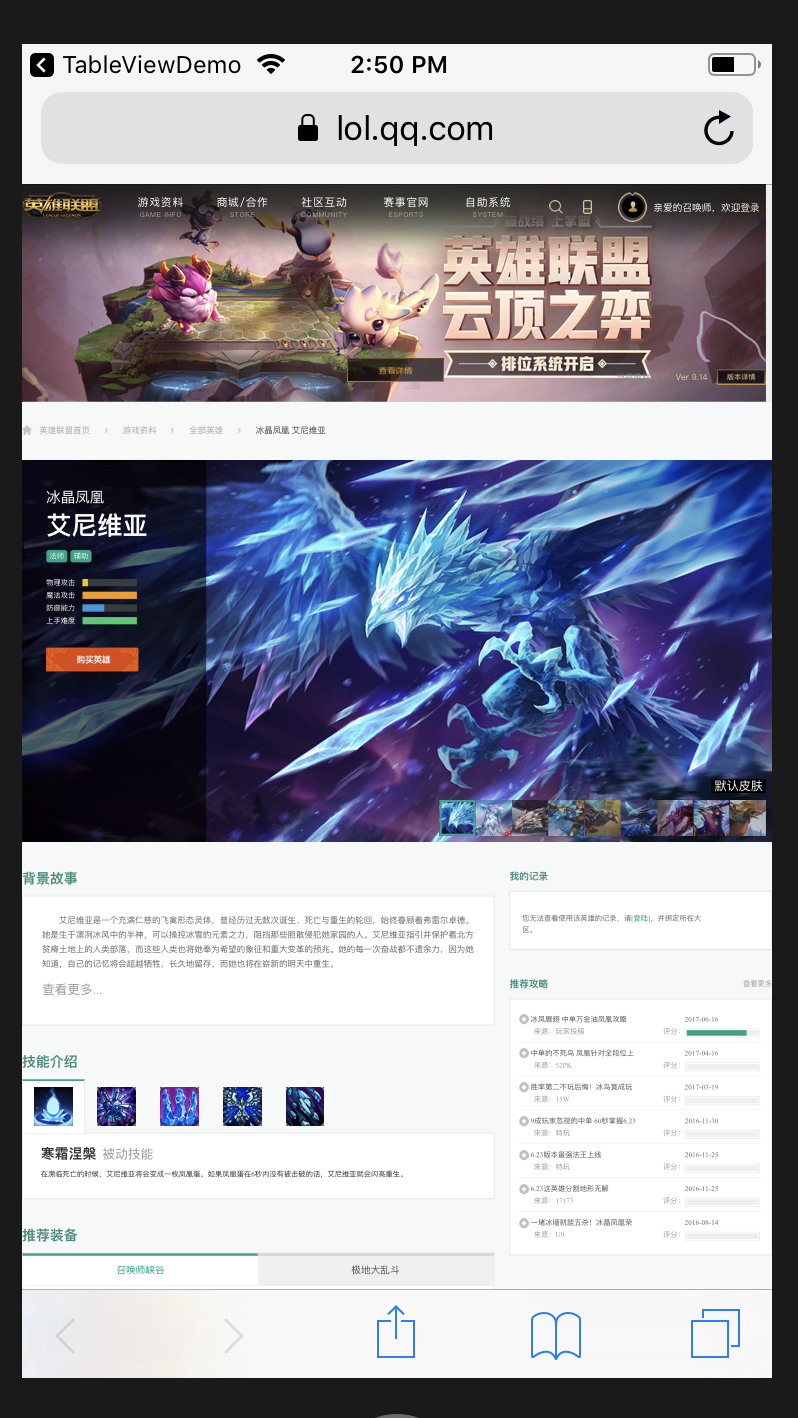 TableViewDemo
2:50 PM
lol.qq.com
英雄联盟
LEAGUE LEGENDS
游戏资料
GAME INFO
商城/合作
STORE
社区互动
COMMUNITY
赛事官网
ESPORTS
自助系统
SYSTEM
亲爱的召唤师，欢迎登录
英雄联盟
云顶之弈
排位系统开启
查看详情
Ver 9.14
版本详情
英雄联盟首页 › 游戏资料 › 全部英雄 › 冰晶凤凰 艾尼维亚
冰晶凤凰
艾尼维亚
法师 辅助
物理攻击
魔法攻击
防御能力
上手难度
购买英雄
默认皮肤
背景故事
艾尼维亚是一个充满仁慈的飞禽形态灵体，曾经历过无数次诞生、死亡与重生的轮回，始终眷顾着弗雷尔卓德。
她是生于凛冽冰风中的半神，可以操控冰雪的元素之力，阻挡那些胆敢侵犯她家园的人。艾尼维亚指引并保护着北方
贫瘠土地上的人类部落，而这些人类也将她奉为希望的象征和重大变革的预兆。她的每一次奋战都不遗余力，因为她
知道，自己的记忆将会超越牺牲，长久地留存，而她也将在崭新的明天中重生。
查看更多...
技能介绍
寒霜涅槃 被动技能
在濒临死亡的时候，艾尼维亚将会变成一枚凤凰蛋。如果凤凰蛋在6秒内没有被击破的话，艾尼维亚就会闪亮重生。
推荐装备
召唤师峡谷
极地大乱斗
我的记录
您无法查看使用该英雄的记录，请[登陆]，并绑定所在大
区。
推荐攻略
查看更多
冰凤展翅 中单万金油凤凰攻略 2017-06-16
来源：玩家投稿 评分：
中单的不死鸟 凤凰针对全段位上 2017-04-16
来源：52PK 评分：
胜率第二不玩后悔！冰鸟竟成玩 2017-03-19
来源：15W 评分：
9成玩家忽视的中单 60秒掌握6.23 2016-11-30
来源：特玩 评分：
6.23版本最强法王上线 2016-11-25
来源：特玩 评分：
6.23这英雄分割地形无解 2016-11-25
来源：17173 评分：
一堵冰墙就能五杀！冰晶凤凰荣 2016-08-14
来源：U9 评分：